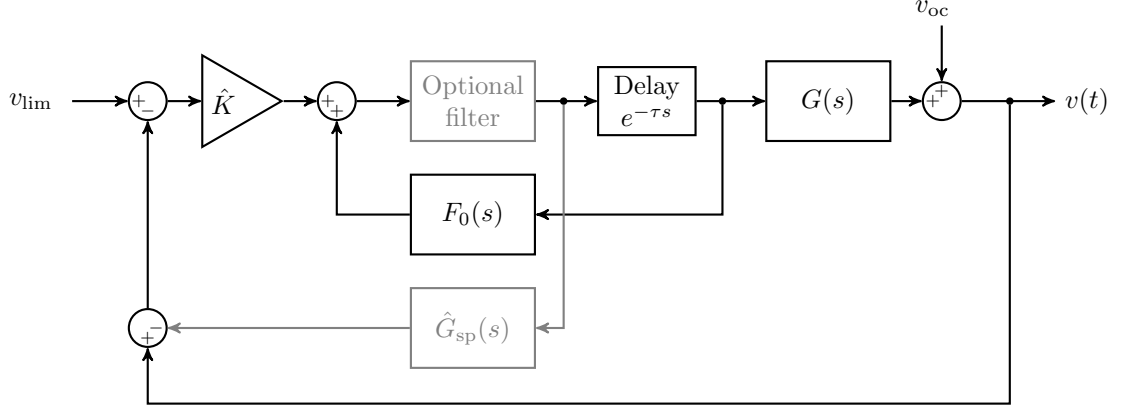 v_oc
v_lim
+
−
K̂
+
+
Optional
filter
Delay
e^{−τs}
G(s)
+
+
v(t)
F_0(s)
Ĝ_sp(s)
−
+